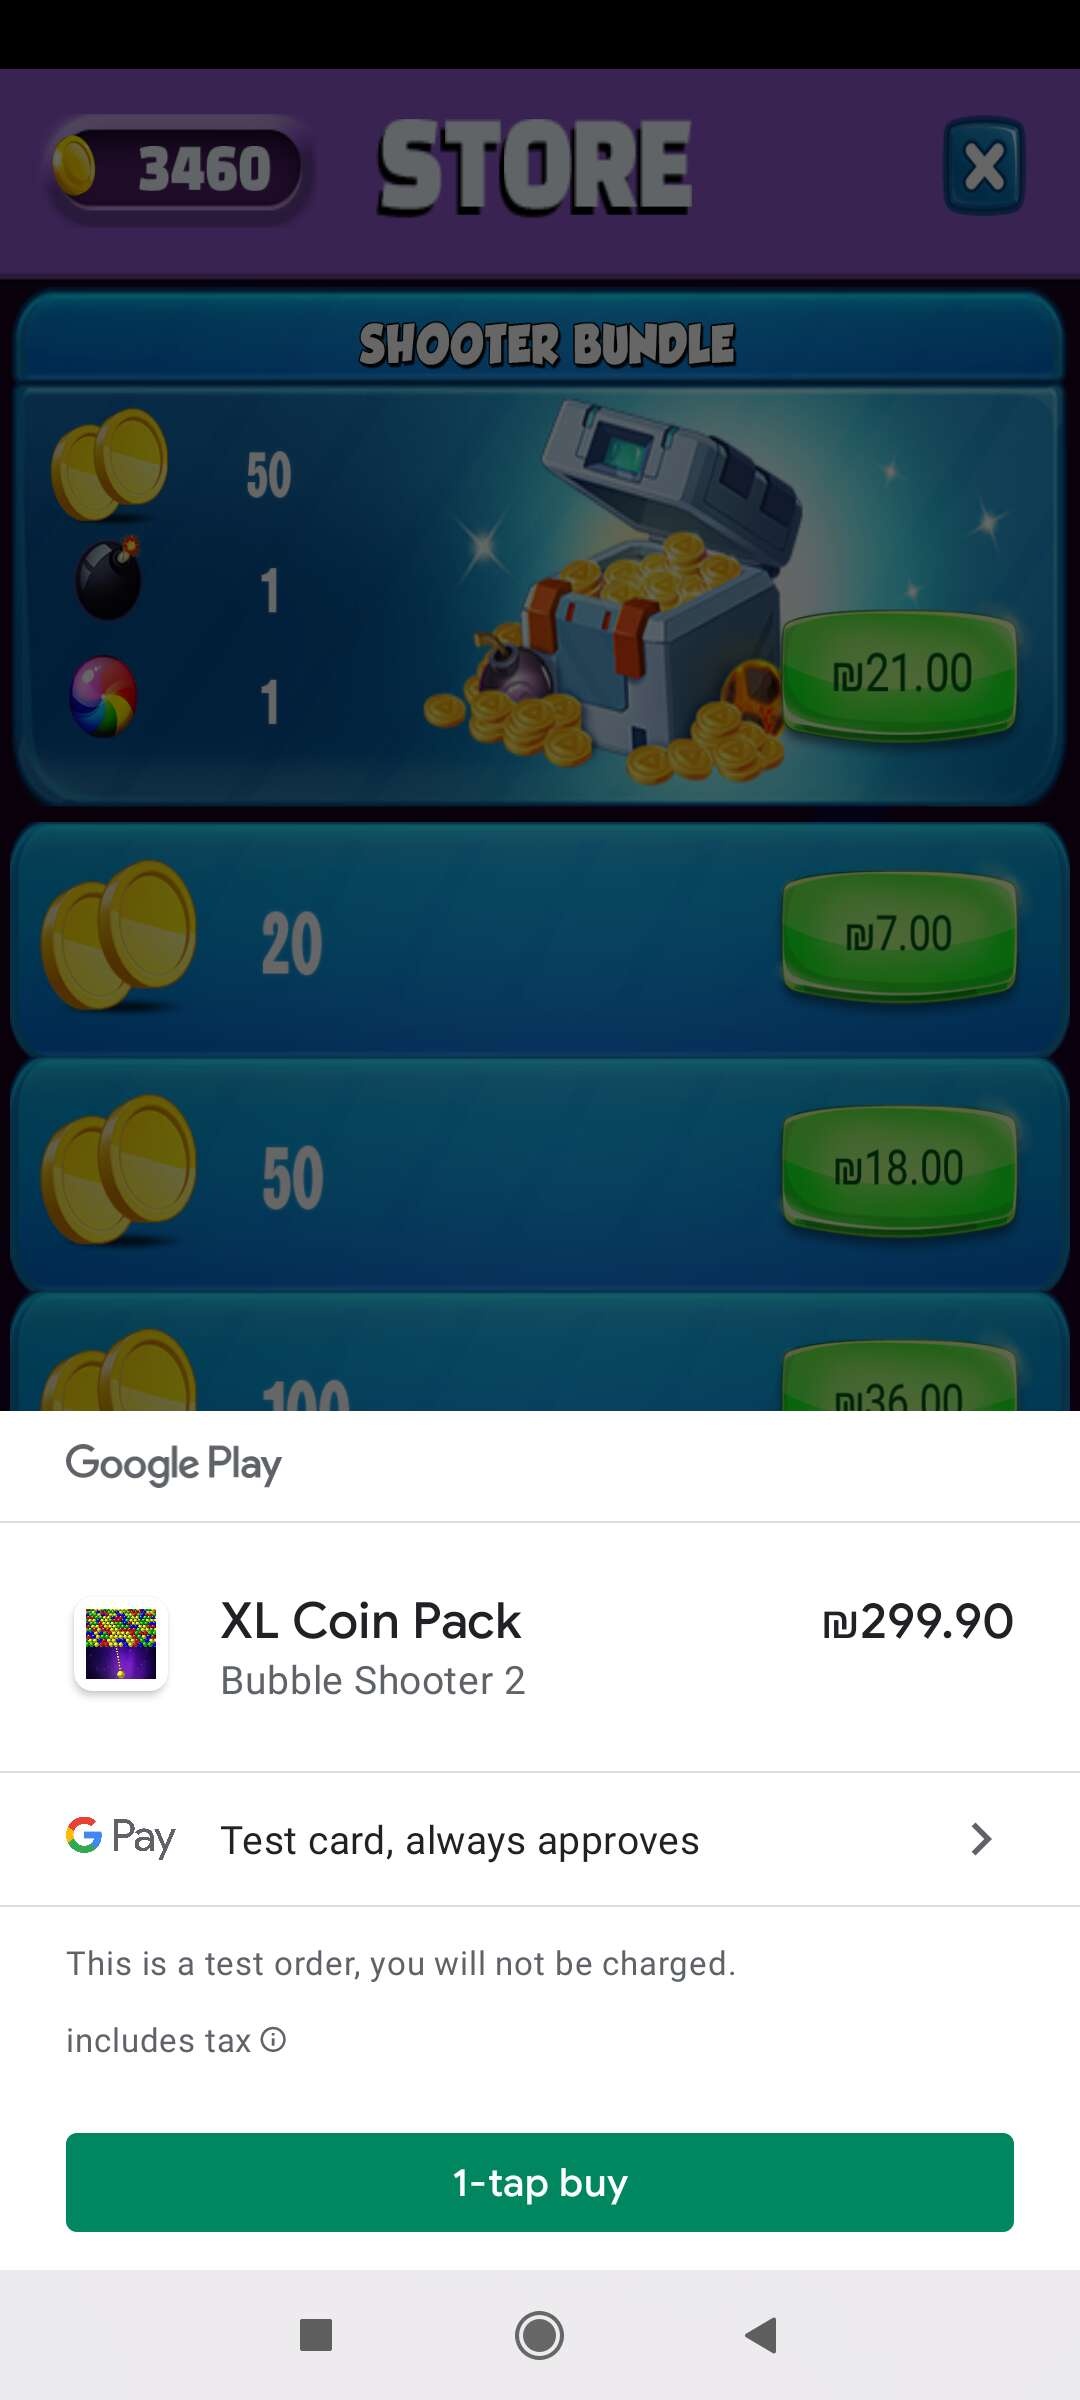 3460
STORE
SHOOTER BUNDLE
50
1
1
₪21.00
20
₪7.00
50
₪18.00
100
₪36.00
Google Play
XL Coin Pack
₪299.90
Bubble Shooter 2
G Pay
Test card, always approves
This is a test order, you will not be charged.
includes tax
1-tap buy